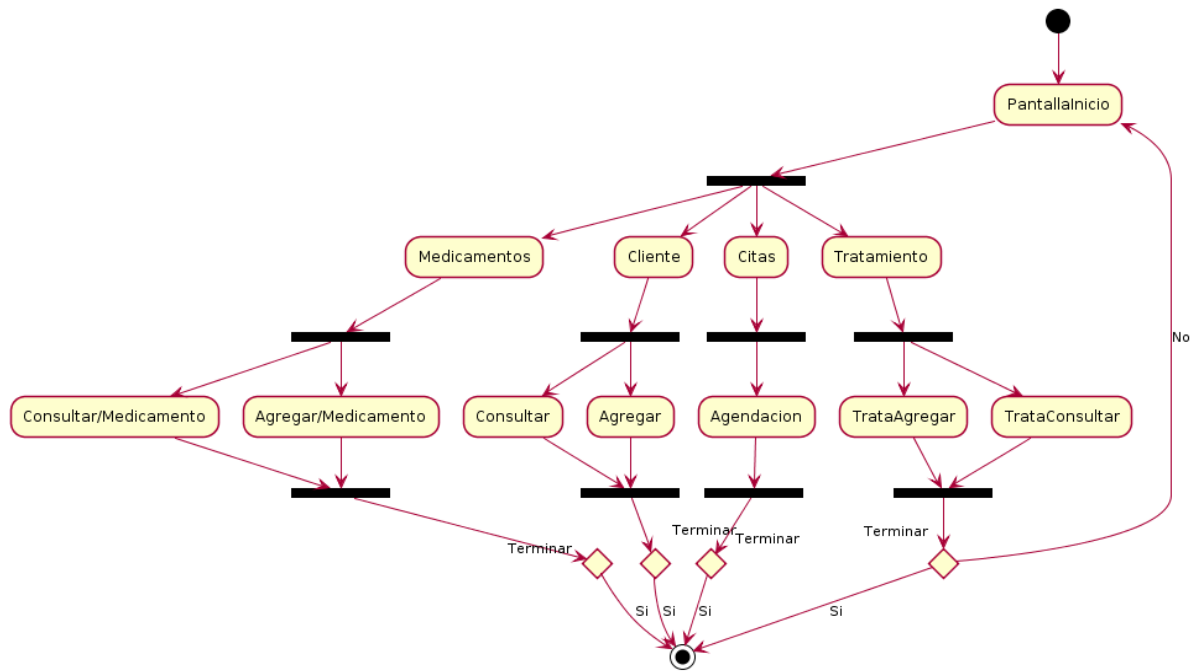 PantallaInicio
Medicamentos
Cliente
Citas
Tratamiento
No
Consultar/Medicamento
Agregar/Medicamento
Consultar
Agregar
Agendacion
TrataAgregar
TrataConsultar
Terminar
Terminar
Terminar
Terminar
Si
Si
Si
Si